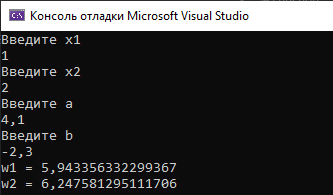 Консоль отладки Microsoft Visual Studio
Введите x1
1
Введите x2
2
Введите a
4,1
Введите b
-2,3
w1 = 5,943356332299367
w2 = 6,247581295111706